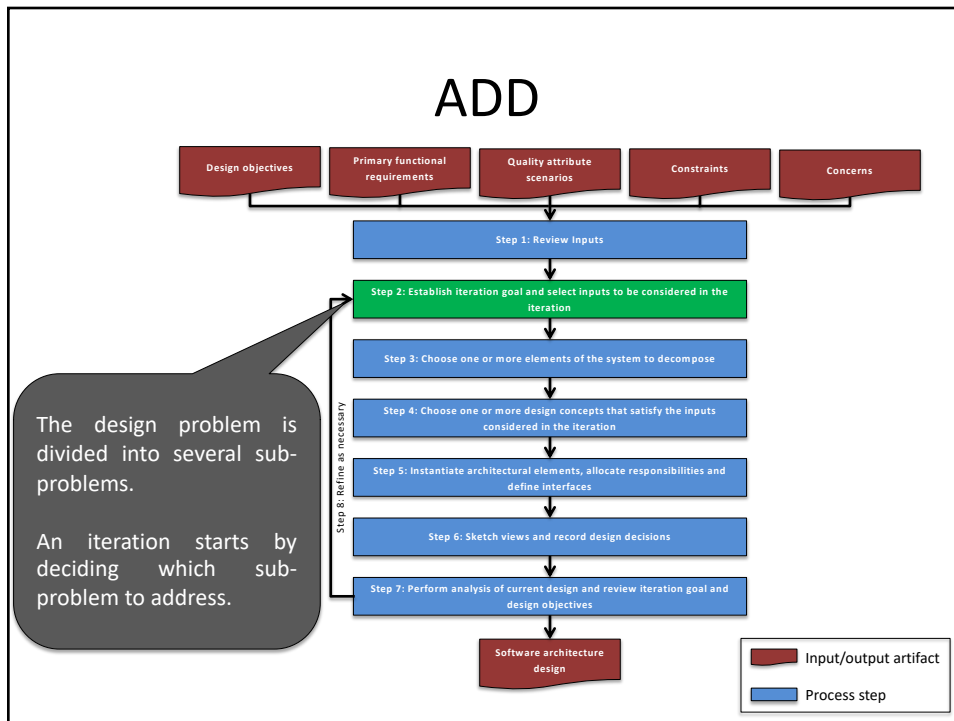 ADD
Design objectives
Primary functional
requirements
Quality attribute
scenarios
Constraints
Concerns
Step 1: Review Inputs
Step 2: Establish iteration goal and select inputs to be considered in the
iteration
Step 3: Choose one or more elements of the system to decompose
Step 4: Choose one or more design concepts that satisfy the inputs
considered in the iteration
Step 5: Instantiate architectural elements, allocate responsibilities and
define interfaces
Step 6: Sketch views and record design decisions
Step 7: Perform analysis of current design and review iteration goal and
design objectives
Step 8: Refine as necessary
The design problem is
divided into several sub-
problems.
An iteration starts by
deciding which sub-
problem to address.
Software architecture
design
Input/output artifact
Process step